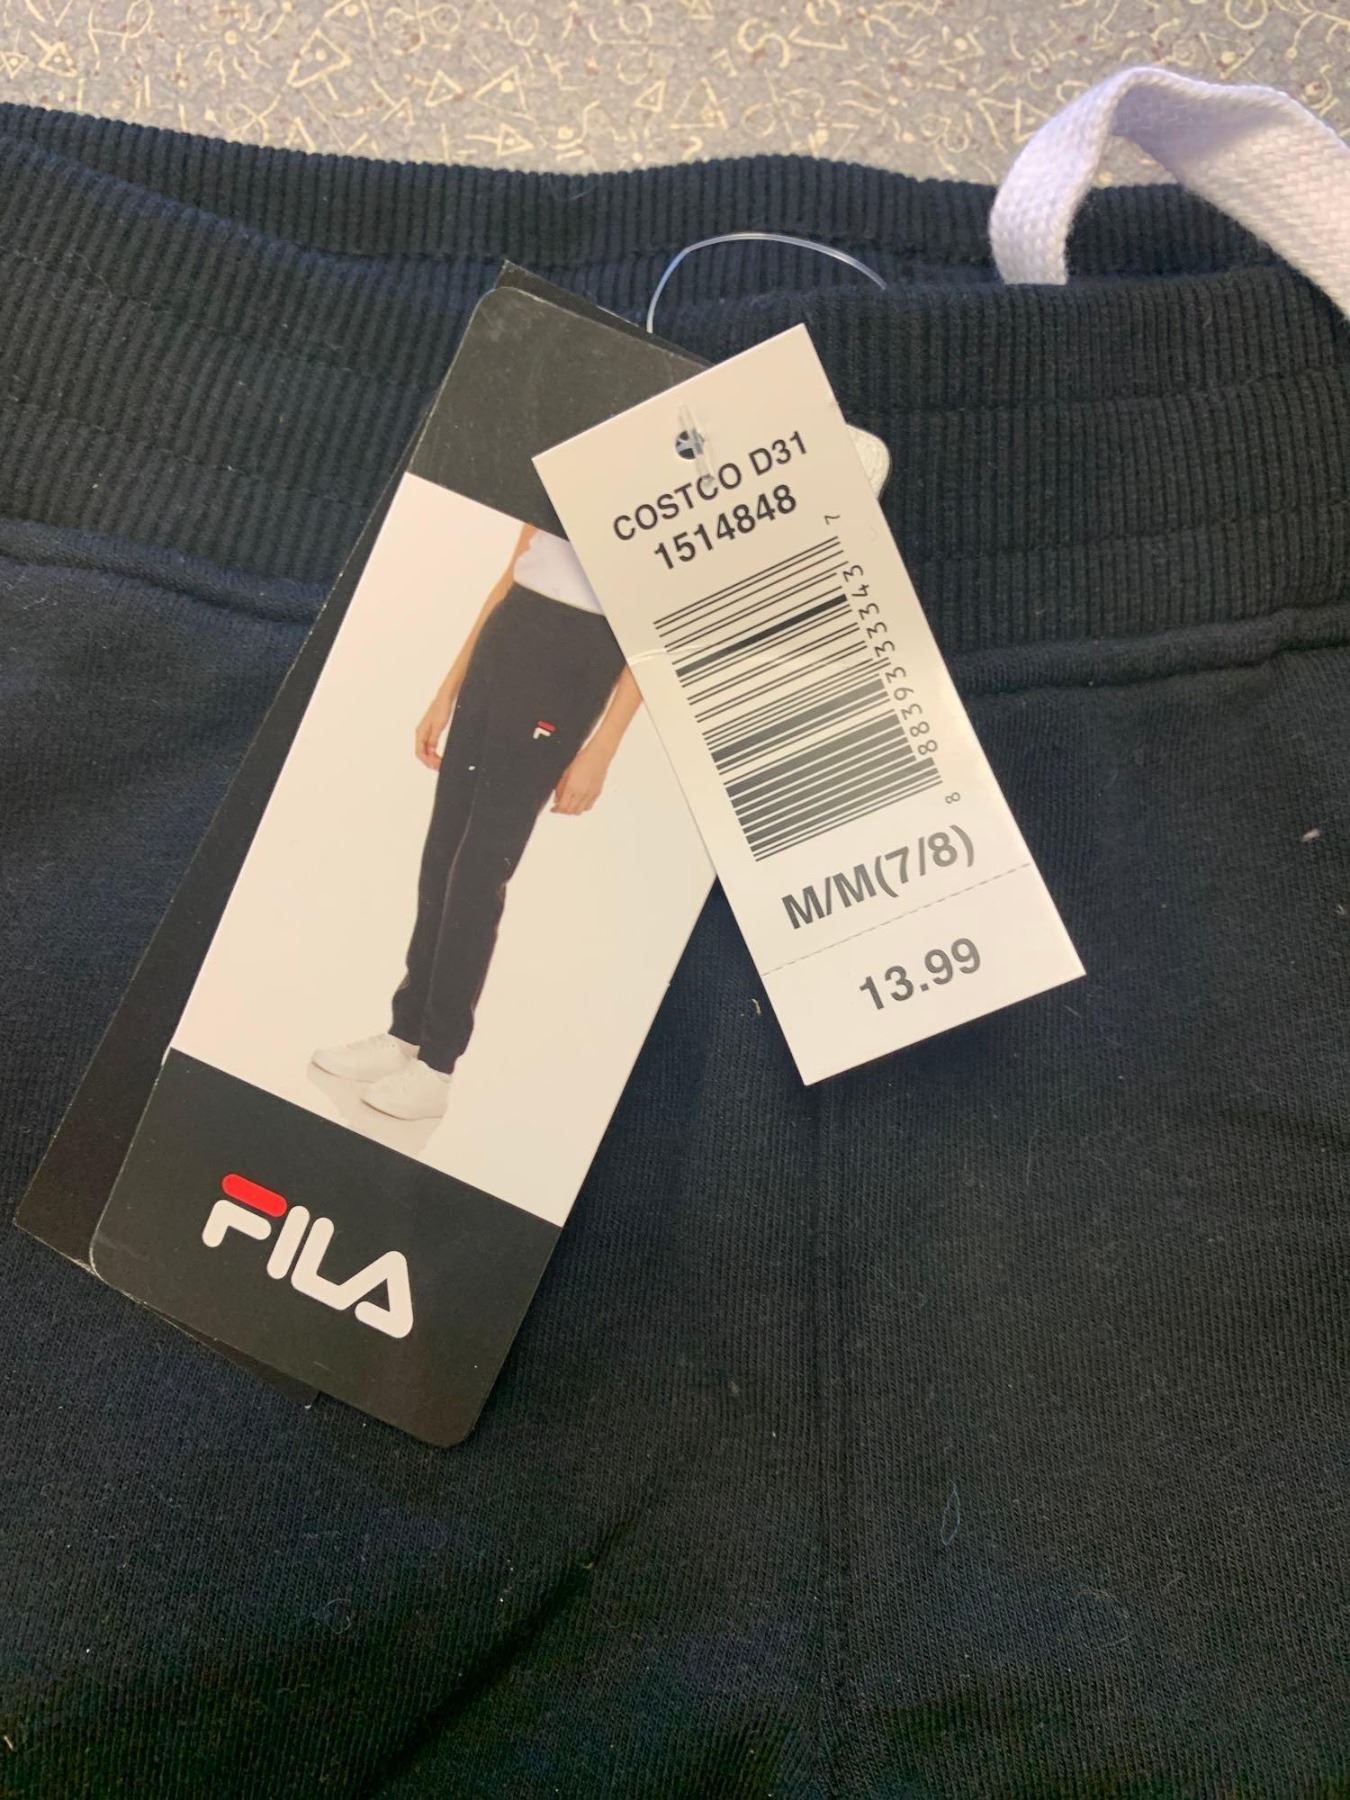 COSTCO D31
1514848
8 88393 33343 7
M/M(7/8)
13.99
F
FILA